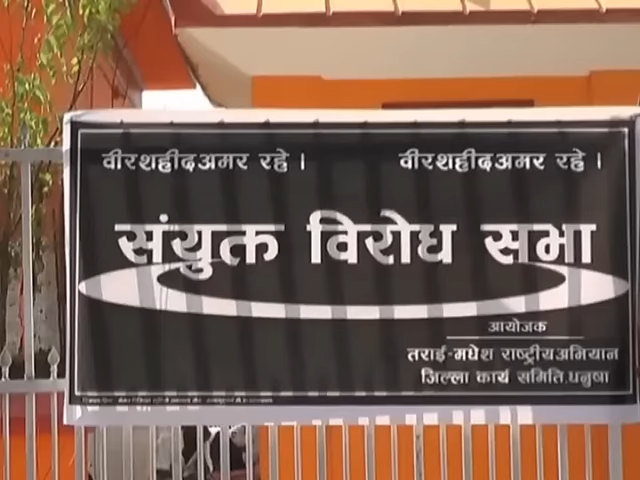 वीरशहीदअमर रहे । वीरशहीदअमर रहे ।
संयुक्त विरोध सभा
आयोजक
तराई-मधेश राष्ट्रीयअभियान
जिल्ला कार्य समिति,धनुषा